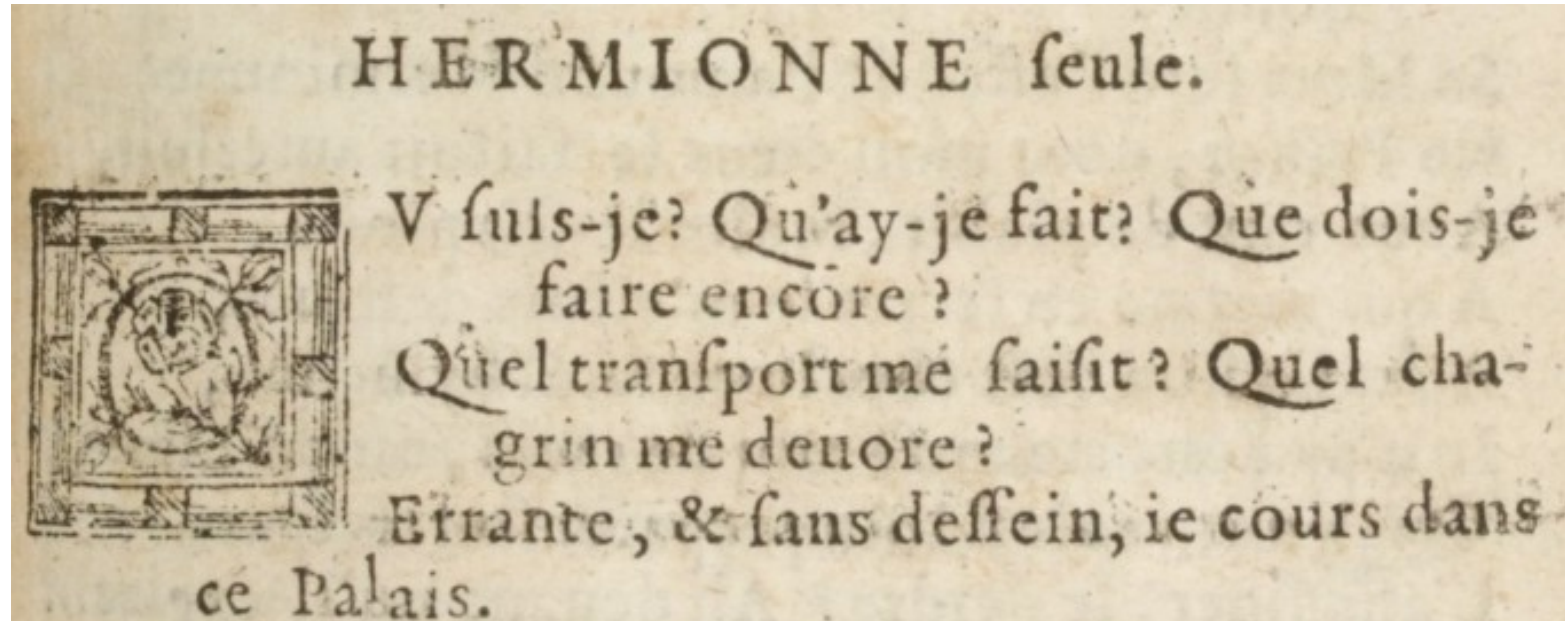 HERMIONNE ſeule.
OV ſuis-je? Qu'ay-je fait? Que dois-je
faire encore ?
Quel tranſport me ſaiſit ? Quel cha-
grin me deuore ?
Errante, & ſans deſſein, ie cours dans
ce Palais.